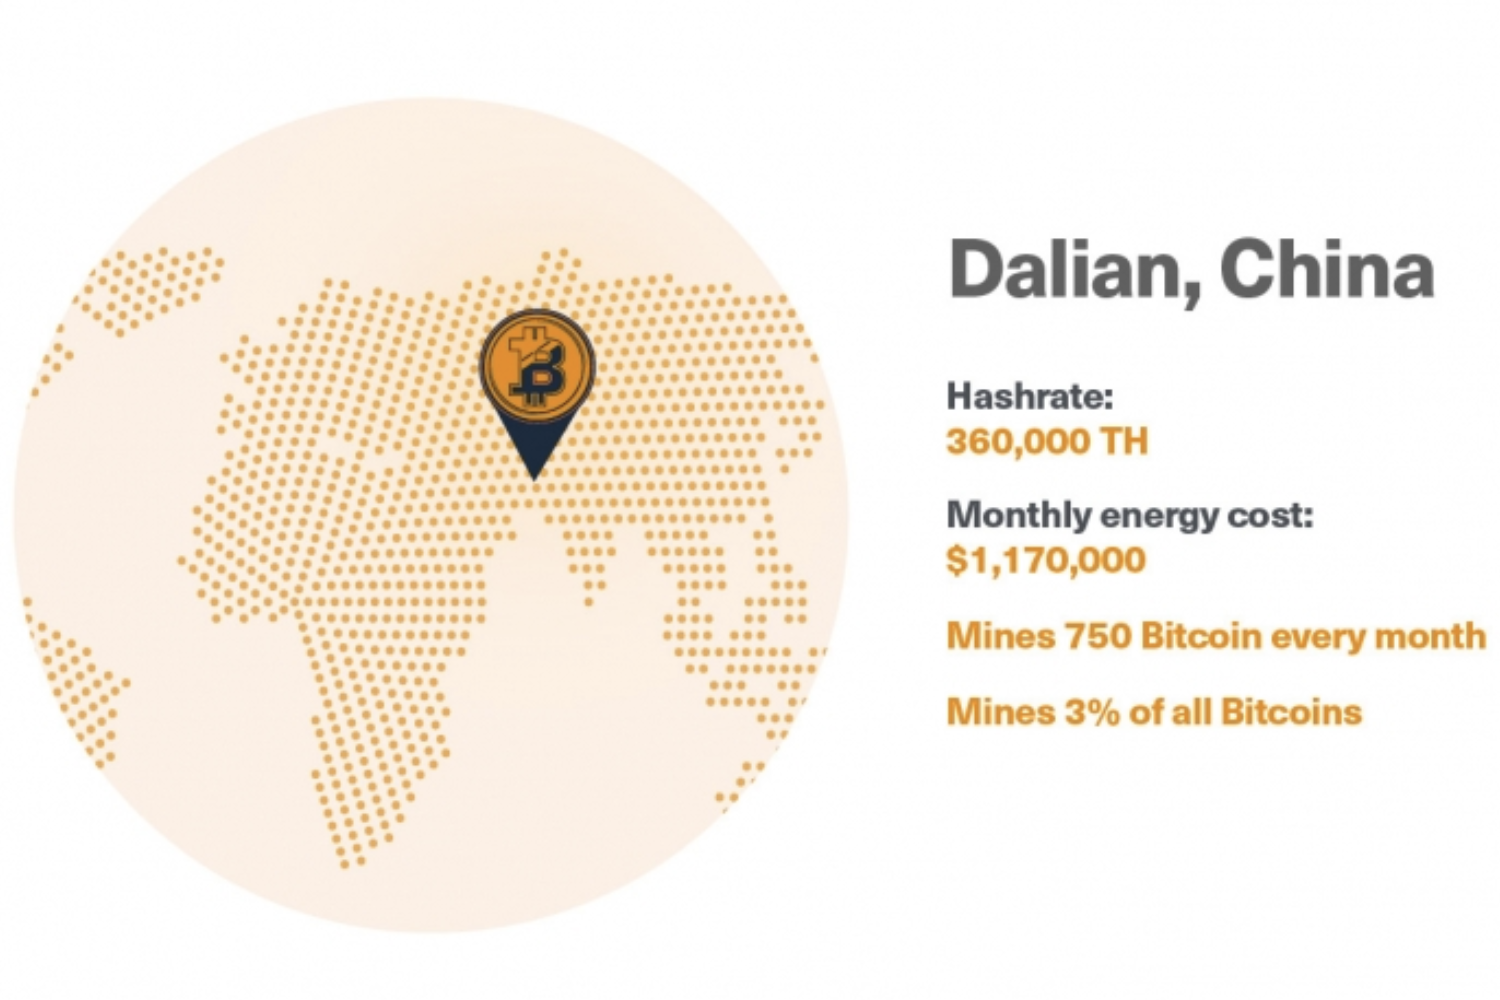 Dalian, China
Hashrate:
360,000 TH
Monthly energy cost:
$1,170,000
Mines 750 Bitcoin every month
Mines 3% of all Bitcoins